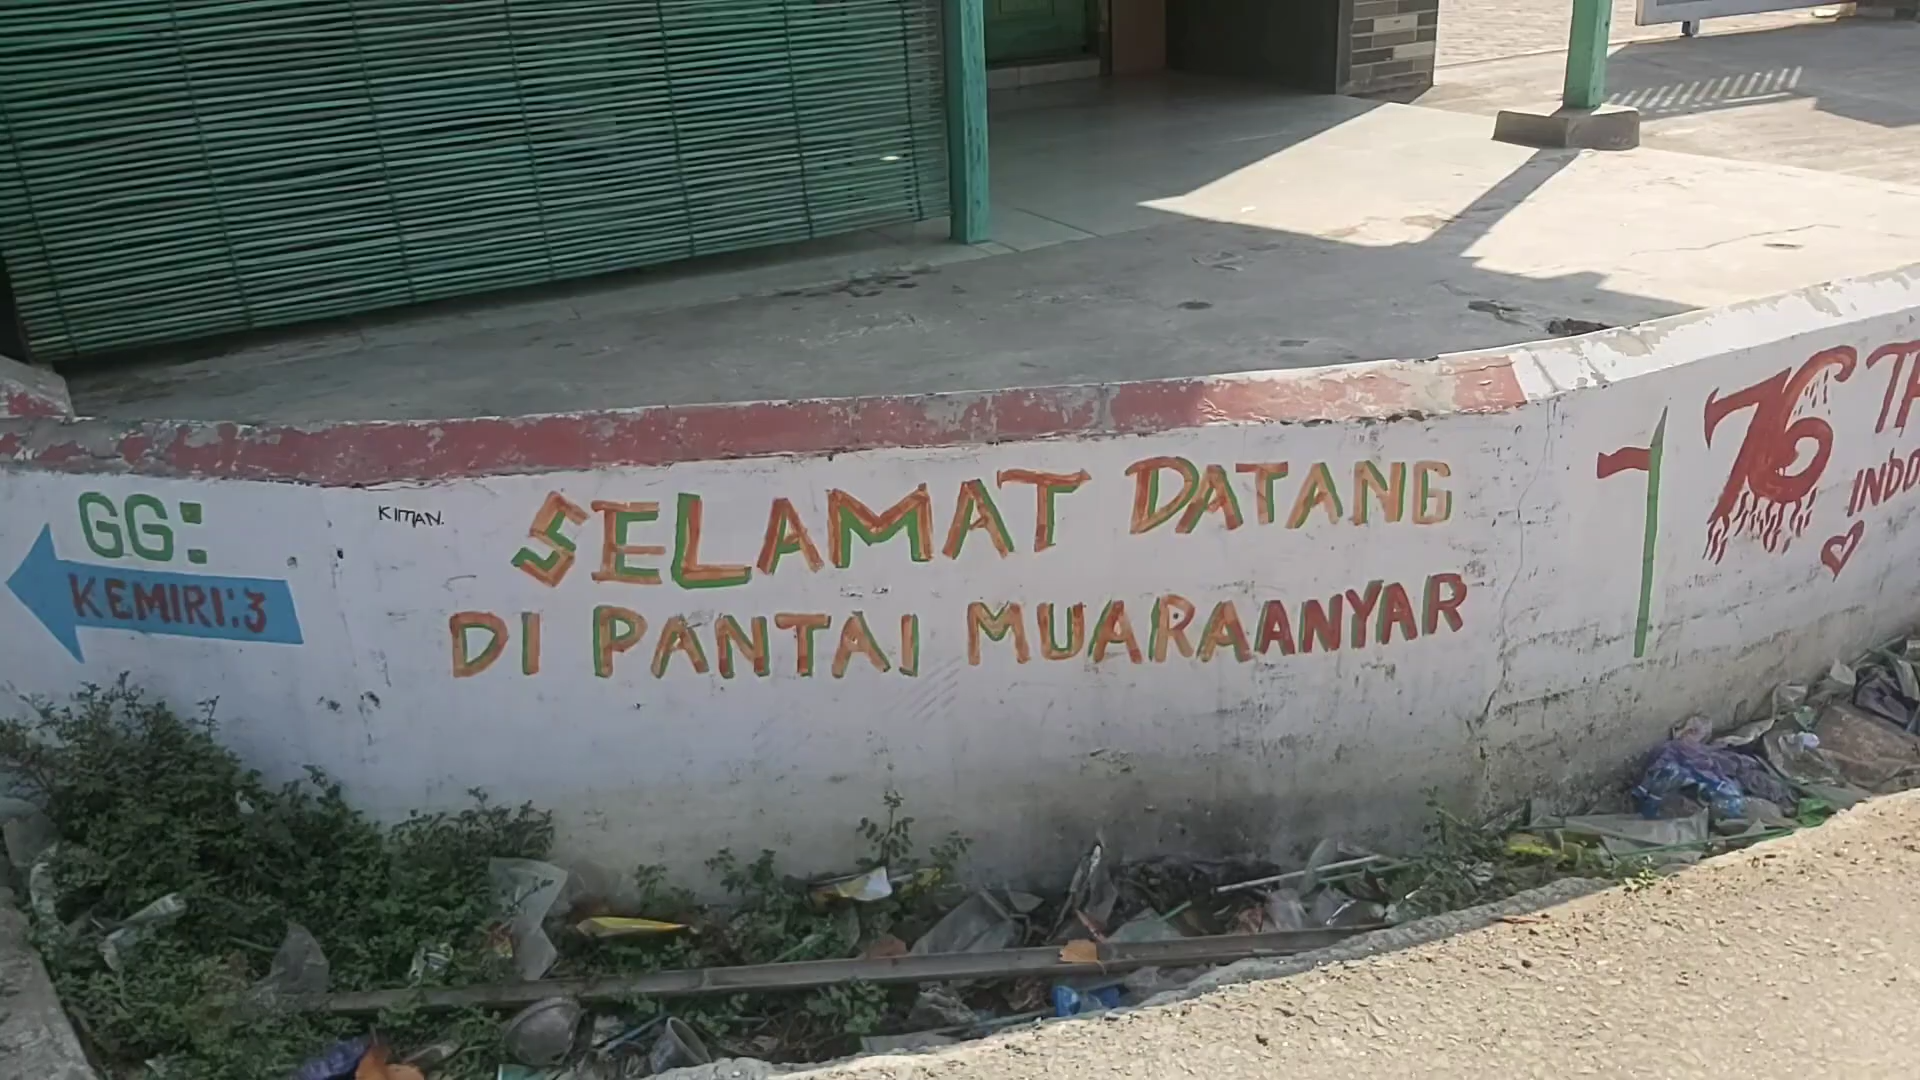 GG:
KEMIRI:3
KIMAN.
SELAMAT DATANG
DI PANTAI MUARAANYAR
76